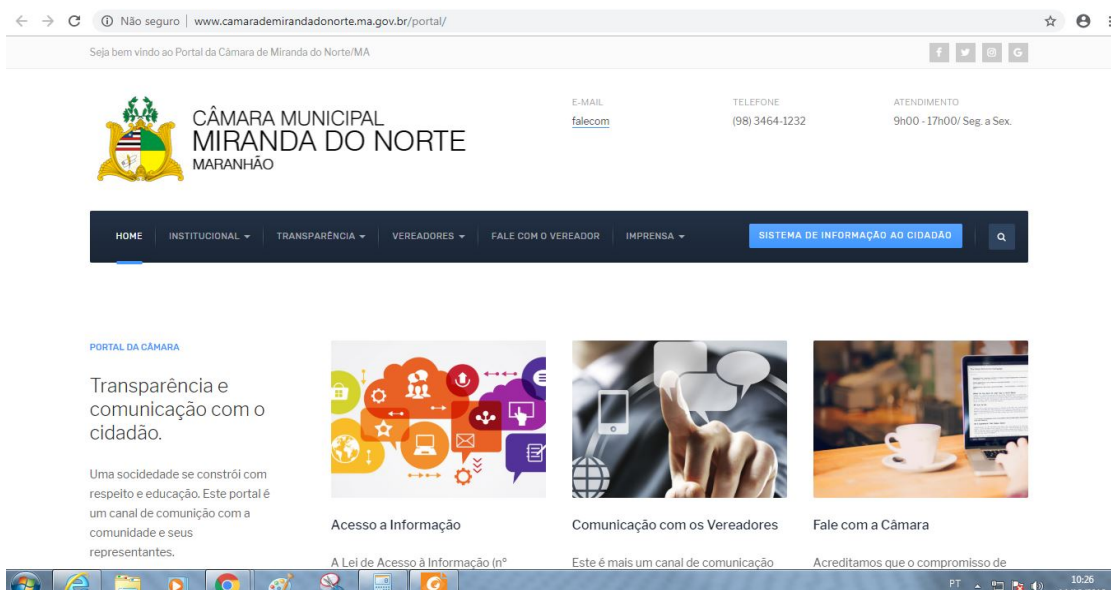 Não seguro | www.camarademirandadonorte.ma.gov.br/portal/
Seja bem vindo ao Portal da Câmara de Miranda do Norte/MA
CÂMARA MUNICIPAL
MIRANDA DO NORTE
MARANHÃO
E-MAIL
falecom
TELEFONE
(98) 3464-1232
ATENDIMENTO
9h00 - 17h00/ Seg. a Sex.
HOME INSTITUCIONAL TRANSPARÊNCIA VEREADORES FALE COM O VEREADOR IMPRENSA SISTEMA DE INFORMAÇÃO AO CIDADÃO
PORTAL DA CÂMARA
Transparência e
comunicação com o
cidadão.
Uma socidedade se constrôi com
respeito e educação. Este portal é
um canal de comunição com a
comunidade e seus
representantes.
Acesso a Informação
A Lei de Acesso à Informação (nº
Comunicação com os Vereadores
Este é mais um canal de comunicação
Fale com a Câmara
Acreditamos que o compromisso de
PT
10:26